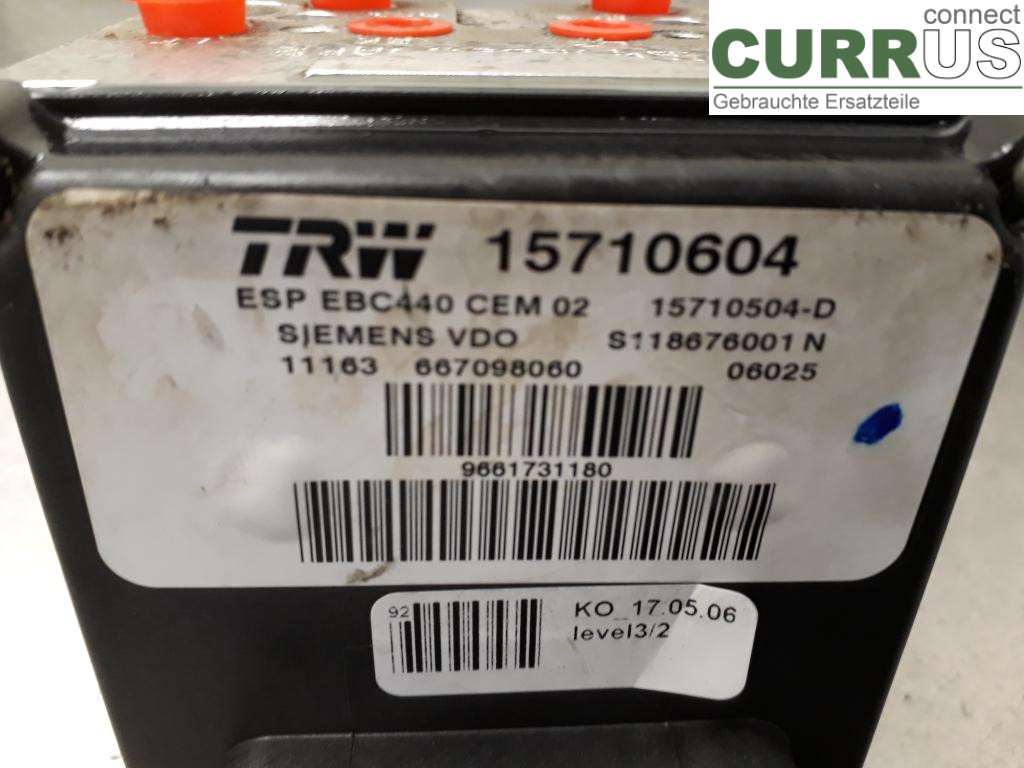 connect
CURRUS
Gebrauchte Ersatzteile
TRW 15710604
ESP EBC440 CEM 02 15710504-D
SIEMENS VDO S118676001 N
11163 667098060 06025
9661731180
92 KO_17.05.06
level3/2